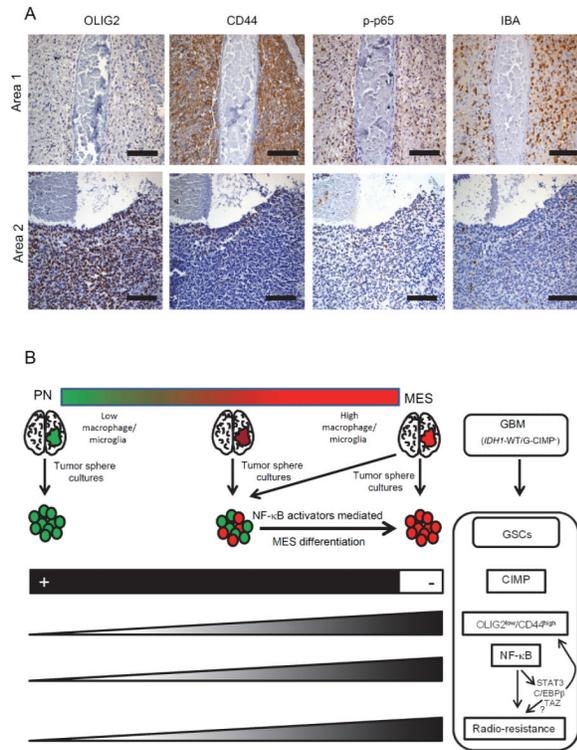 A
OLIG2 CD44 p-p65 IBA
Area 1
Area 2
B
PN
MES
Low
macrophage/
microglia
High
macrophage/
microglia
GBM
(IDH1-WT/G-CIMP-)
Tumor sphere
cultures
Tumor sphere
cultures
Tumor sphere
cultures
NF-κB activators mediated
MES differentiation
GSCs
+ -
CIMP
OLIG2low/CD44high
NF-κB
STAT3
C/EBPβ
TAZ
?
Radio-resistance